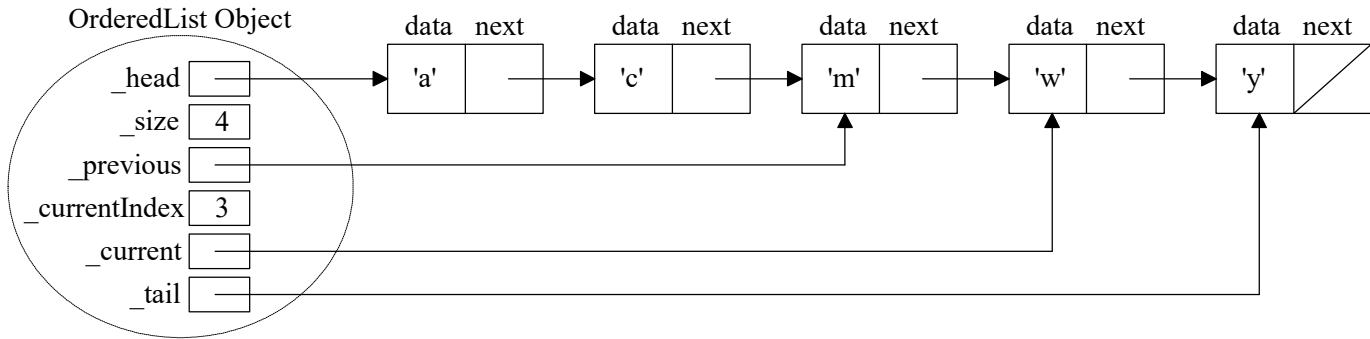 OrderedList Object
data next data next data next data next data next
_head 'a' 'c' 'm' 'w' 'y'
_size 4
_previous
_currentIndex 3
_current
_tail